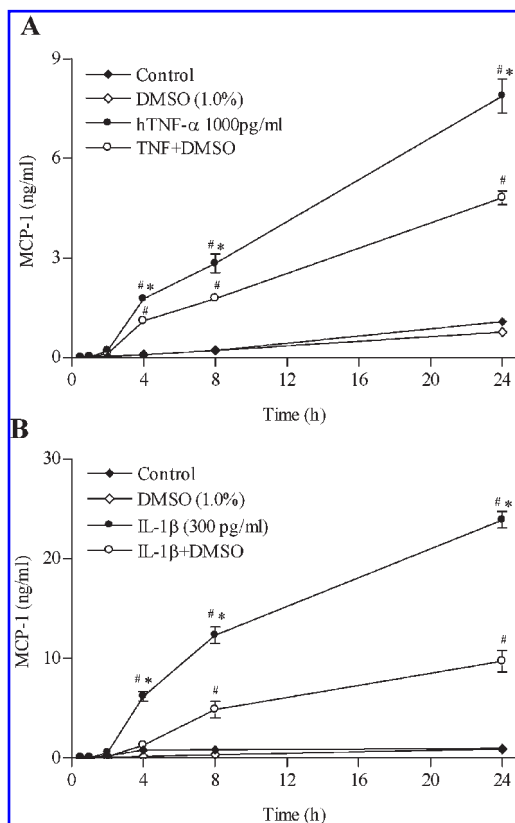 A
9
6
3
0
MCP-1 (ng/ml)
Control
DMSO (1.0%)
hTNF-α 1000pg/ml
TNF+DMSO
# *
#
# *
#
# *
#
0 4 8 12 16 20 24
Time (h)
B
30
20
10
0
MCP-1 (ng/ml)
Control
DMSO (1.0%)
IL-1β (300 pg/ml)
IL-1β+DMSO
# *
# *
#
# *
#
0 4 8 12 16 20 24
Time (h)